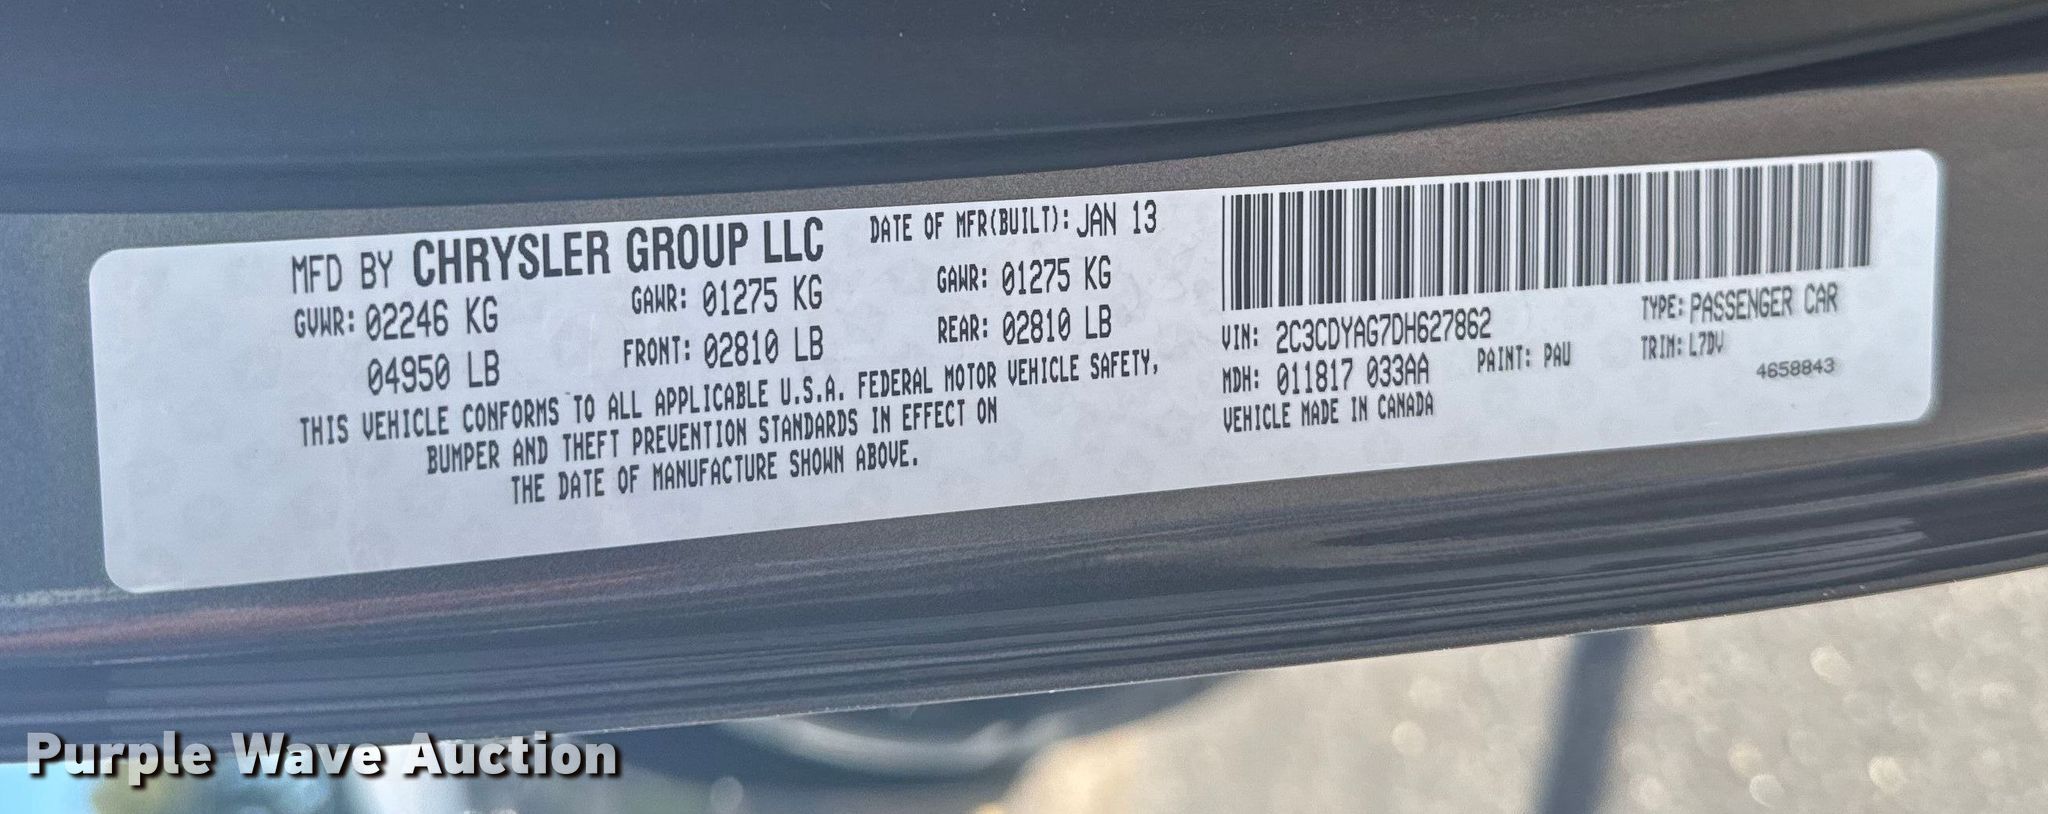 MFD BY CHRYSLER GROUP LLC DATE OF MFR(BUILT): JAN 13
GVWR: 02246 KG GAWR: 01275 KG GAWR: 01275 KG
04950 LB FRONT: 02810 LB REAR: 02810 LB
THIS VEHICLE CONFORMS TO ALL APPLICABLE U.S.A. FEDERAL MOTOR VEHICLE SAFETY,
BUMPER AND THEFT PREVENTION STANDARDS IN EFFECT ON
THE DATE OF MANUFACTURE SHOWN ABOVE.
VIN: 2C3CDYAG7DH627862 TYPE: PASSENGER CAR
MDH: 011817 033AA PAINT: PAU TRIM: L7DV
VEHICLE MADE IN CANADA 4658843
Purple Wave Auction